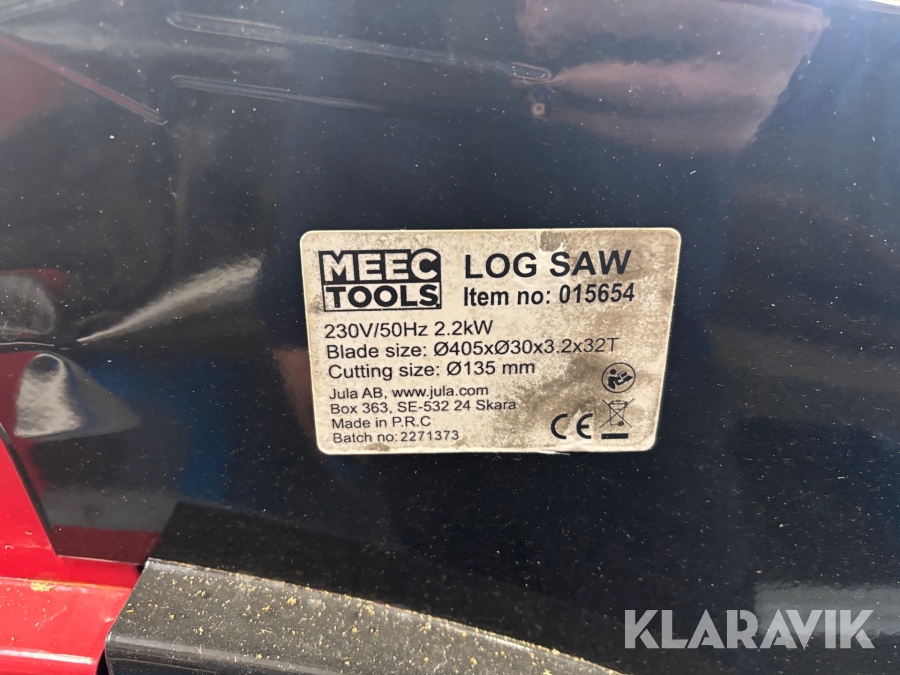 MEEC
TOOLS
LOG SAW
Item no: 015654
230V/50Hz 2.2kW
Blade size: Ø405xØ30x3.2x32T
Cutting size: Ø135 mm
Jula AB, www.jula.com
Box 363, SE-532 24 Skara
Made in P.R.C
Batch no: 2271373
CE
KLARAVIK